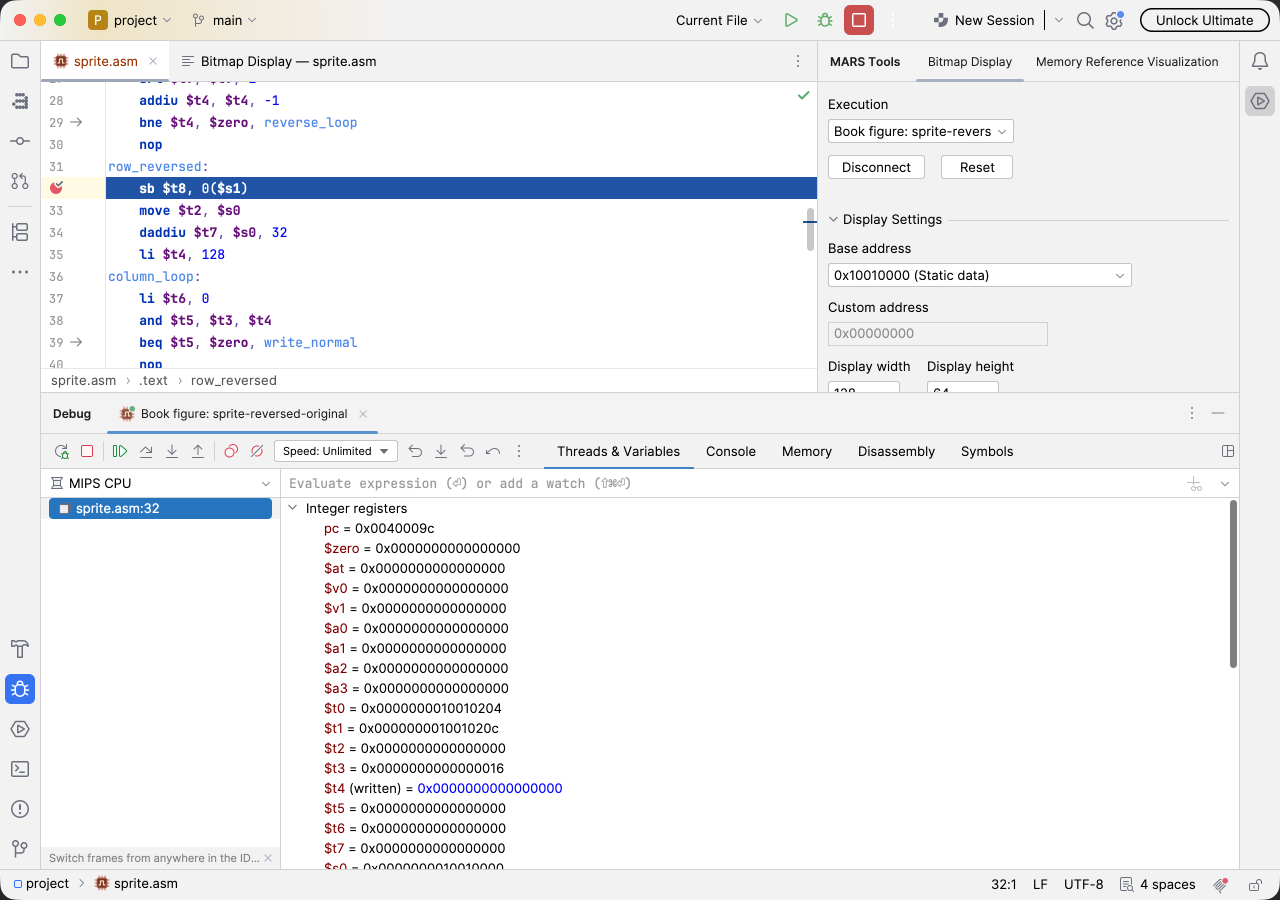 P project main Current File New Session Unlock Ultimate
sprite.asm Bitmap Display — sprite.asm
28 addiu $t4, $t4, -1
29 bne $t4, $zero, reverse_loop
30 nop
31 row_reversed:
sb $t8, 0($s1)
33 move $t2, $s0
34 daddiu $t7, $s0, 32
35 li $t4, 128
36 column_loop:
37 li $t6, 0
38 and $t5, $t3, $t4
39 beq $t5, $zero, write_normal
40 nop
sprite.asm › .text › row_reversed
MARS Tools Bitmap Display Memory Reference Visualization
Execution
Book figure: sprite-revers
Disconnect Reset
Display Settings
Base address
0x10010000 (Static data)
Custom address
0x00000000
Display width Display height
128 64
Debug Book figure: sprite-reversed-original
Speed: Unlimited Threads & Variables Console Memory Disassembly Symbols
MIPS CPU
sprite.asm:32
Switch frames from anywhere in the ID...
Evaluate expression (⏎) or add a watch (⇧⌘⏎)
Integer registers
pc = 0x0040009c
$zero = 0x0000000000000000
$at = 0x0000000000000000
$v0 = 0x0000000000000000
$v1 = 0x0000000000000000
$a0 = 0x0000000000000000
$a1 = 0x0000000000000000
$a2 = 0x0000000000000000
$a3 = 0x0000000000000000
$t0 = 0x0000000010010204
$t1 = 0x000000001001020c
$t2 = 0x0000000000000000
$t3 = 0x0000000000000016
$t4 (written) = 0x0000000000000000
$t5 = 0x0000000000000000
$t6 = 0x0000000000000000
$t7 = 0x0000000000000000
$s0 = 0x0000000010010000
project › sprite.asm 32:1 LF UTF-8 4 spaces